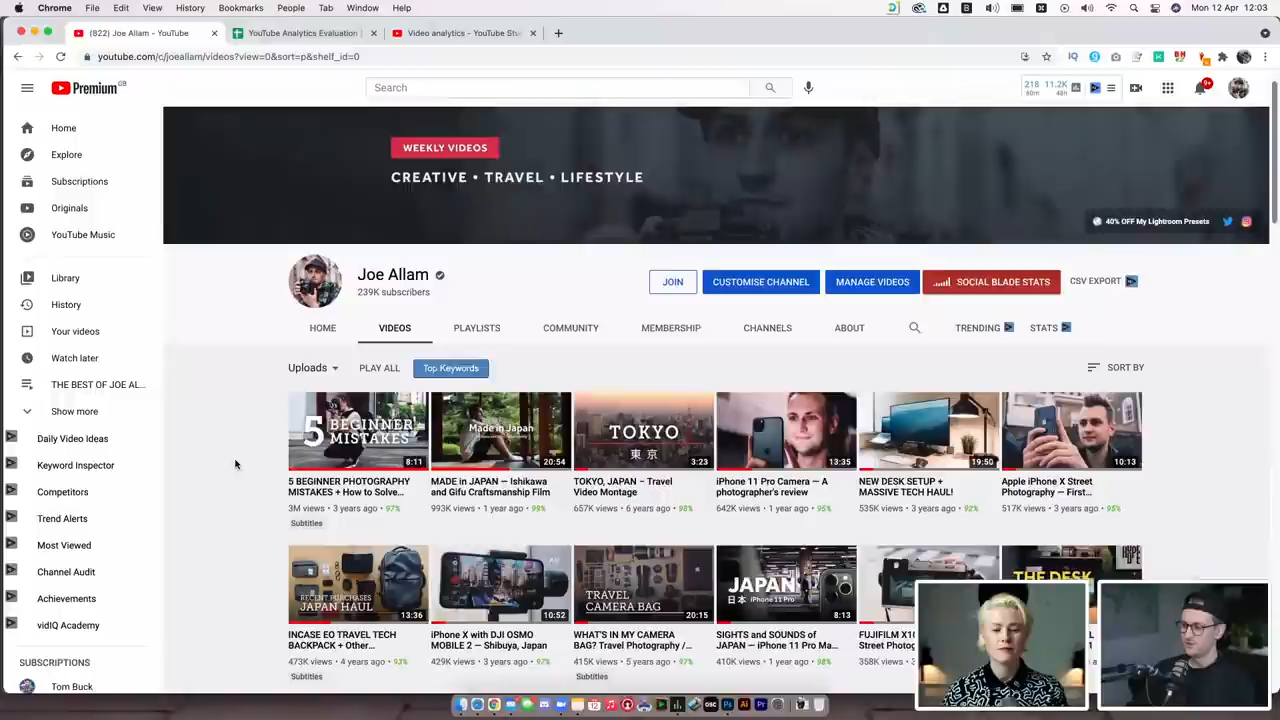 Chrome File Edit View History Bookmarks People Tab Window Help Mon 12 Apr 12:03
(822) Joe Allam - YouTube
YouTube Analytics Evaluation
Video analytics - YouTube Stu
youtube.com/c/joeallam/videos?view=0&sort=p&shelf_id=0
Premium GB
Search
218 11.2K
60m 48h
9+
Home
Explore
Subscriptions
Originals
YouTube Music
Library
History
Your videos
Watch later
THE BEST OF JOE AL...
Show more
Daily Video Ideas
Keyword Inspector
Competitors
Trend Alerts
Most Viewed
Channel Audit
Achievements
vidIQ Academy
SUBSCRIPTIONS
Tom Buck
WEEKLY VIDEOS
CREATIVE • TRAVEL • LIFESTYLE
40% OFF My Lightroom Presets
Joe Allam
239K subscribers
JOIN
CUSTOMISE CHANNEL
MANAGE VIDEOS
SOCIAL BLADE STATS
CSV EXPORT
HOME VIDEOS PLAYLISTS COMMUNITY MEMBERSHIP CHANNELS ABOUT TRENDING STATS
Uploads PLAY ALL Top Keywords SORT BY
5 BEGINNER MISTAKES
8:11
5 BEGINNER PHOTOGRAPHY
MISTAKES + How to Solve...
3M views • 3 years ago • 97%
Subtitles
Made in Japan
20:54
MADE in JAPAN — Ishikawa
and Gifu Craftsmanship Film
993K views • 1 year ago • 98%
TOKYO
東京
3:23
TOKYO, JAPAN – Travel
Video Montage
657K views • 6 years ago • 98%
13:35
iPhone 11 Pro Camera — A
photographer's review
642K views • 1 year ago • 95%
19:50
NEW DESK SETUP +
MASSIVE TECH HAUL!
535K views • 3 years ago • 92%
10:13
Apple iPhone X Street
Photography — First...
517K views • 3 years ago • 95%
RECENT PURCHASES
JAPAN HAUL
13:36
INCASE EO TRAVEL TECH
BACKPACK + Other...
473K views • 4 years ago • 93%
Subtitles
10:52
iPhone X with DJI OSMO
MOBILE 2 — Shibuya, Japan
429K views • 3 years ago • 97%
TRAVEL
CAMERA BAG
20:15
WHAT'S IN MY CAMERA
BAG? Travel Photography /...
415K views • 5 years ago • 97%
Subtitles
JAPAN
日本 iPhone 11 Pro
8:13
SIGHTS and SOUNDS of
JAPAN — iPhone 11 Pro Ma...
410K views • 1 year ago • 98%
FUJIFILM X1
Street Photog
358K
THE DESK